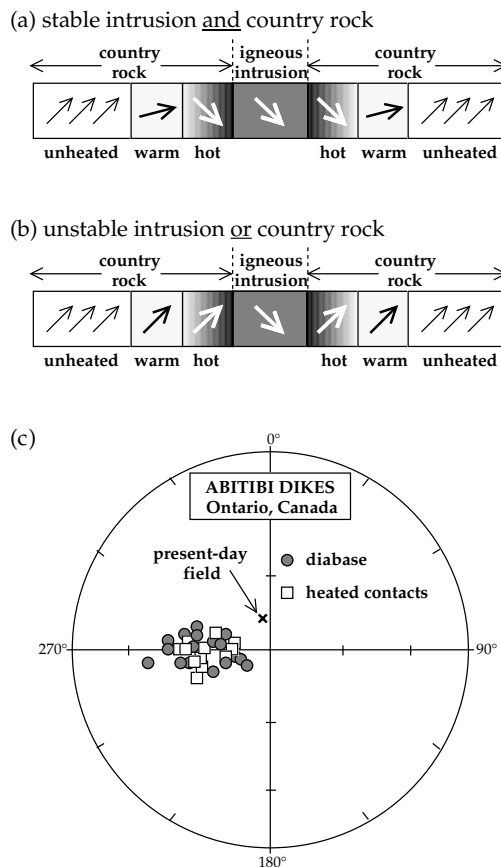 (a) stable intrusion and country rock
country rock
igneous intrusion
country rock
unheated warm hot hot warm unheated
(b) unstable intrusion or country rock
country rock
igneous intrusion
country rock
unheated warm hot hot warm unheated
(c)
0°
ABITIBI DIKES
Ontario, Canada
present-day
field
diabase
heated contacts
270°
90°
180°